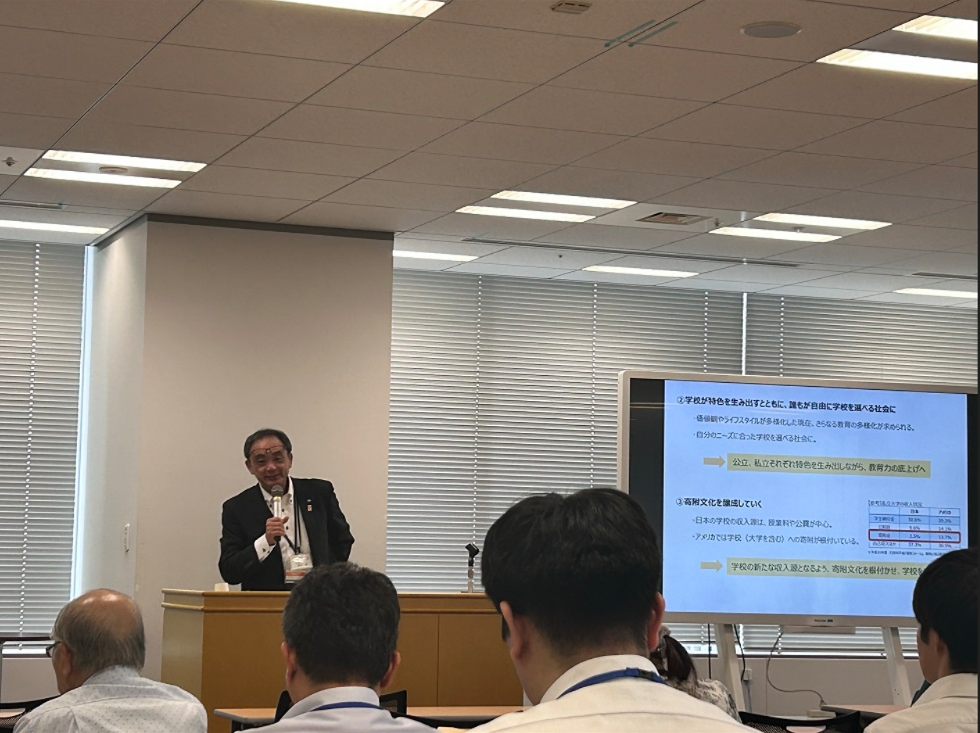 ②学校が特色を生み出すとともに、誰もが自由に学校を選べる社会に
・価値観やライフスタイルが多様化した現在、さらなる教育の多様化が求められる。
・自分のニーズに合った学校を選べる社会に。
公立、私立それぞれ特色を生み出しながら、教育力の底上げへ
③寄附文化を醸成していく
・日本の学校の収入源は、授業料や公費が中心。
・アメリカでは学校（大学を含む）への寄附が根付いている。
学校の新たな収入源となるよう、寄附文化を根付かせ、学校を
日本